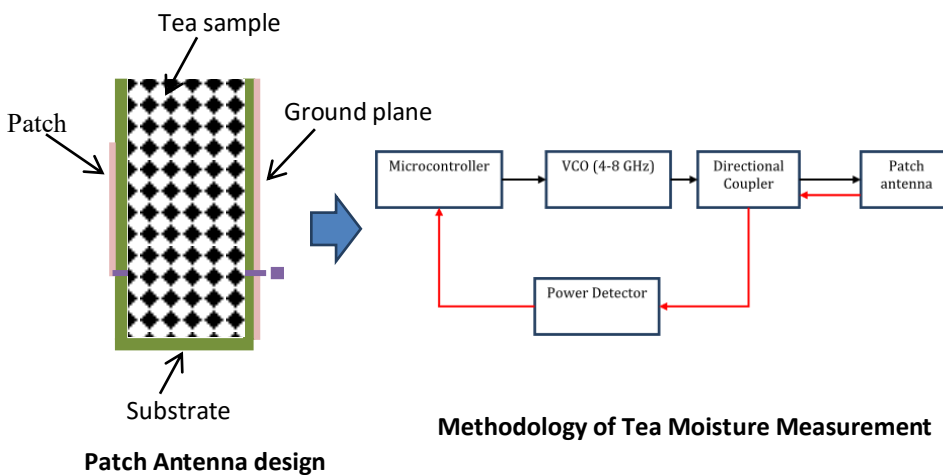 Tea sample
Patch
Ground plane
Substrate
Patch Antenna design
Microcontroller
VCO (4-8 GHz)
Directional
Coupler
Patch
antenna
Power Detector
Methodology of Tea Moisture Measurement